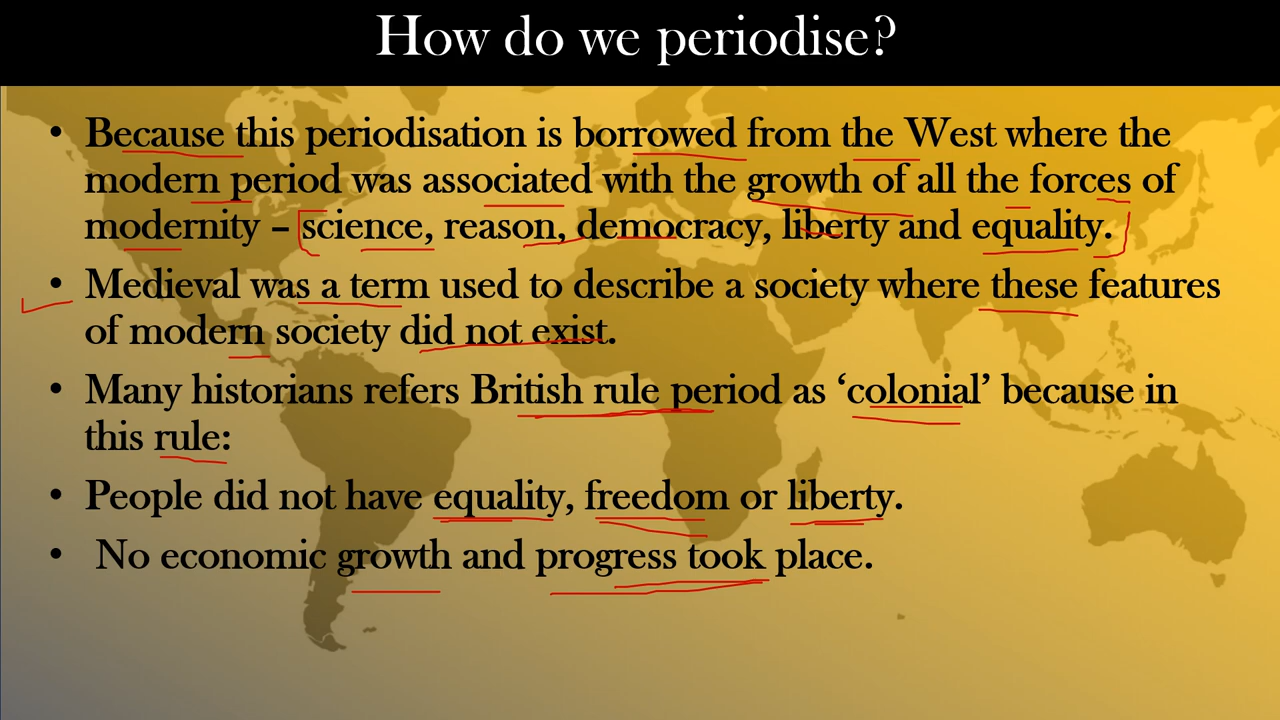 How do we periodise?
• Because this periodisation is borrowed from the West where the
modern period was associated with the growth of all the forces of
modernity – science, reason, democracy, liberty and equality.
• Medieval was a term used to describe a society where these features
of modern society did not exist.
• Many historians refers British rule period as ‘colonial’ because in
this rule:
• People did not have equality, freedom or liberty.
• No economic growth and progress took place.